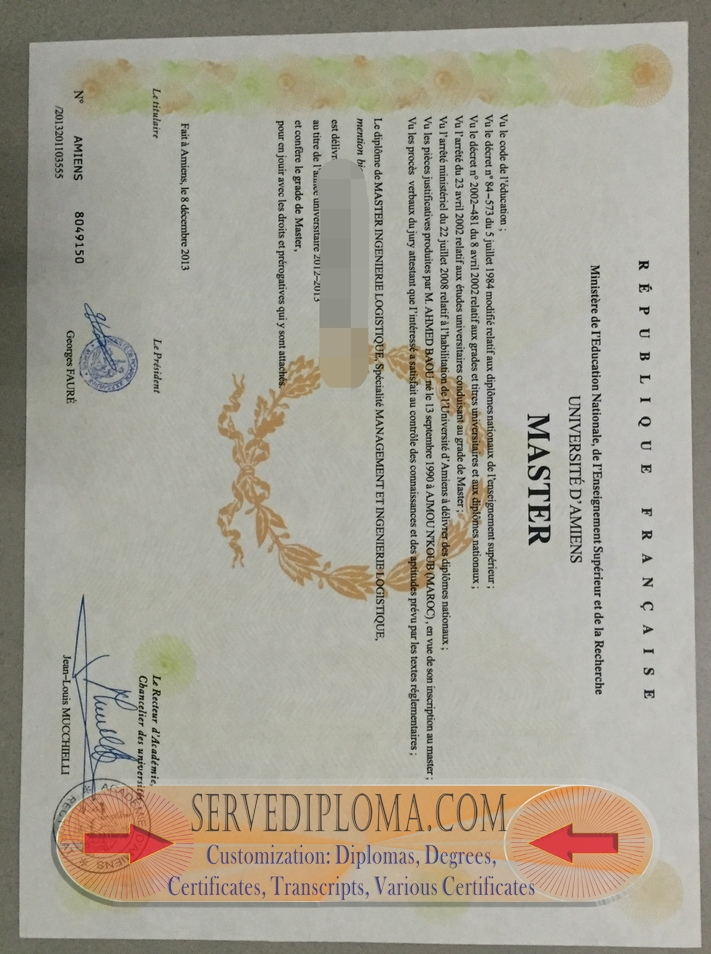 RÉPUBLIQUE FRANÇAISE
Ministère de l'Education Nationale, de l'Enseignement Supérieur et de la Recherche
UNIVERSITÉ D'AMIENS
MASTER
Vu le code de l'éducation ;
Vu le décret n° 84-573 du 5 juillet 1984 modifié relatif aux diplômes nationaux de l'enseignement supérieur ;
Vu le décret n° 2002-481 du 8 avril 2002 relatif aux grades et titres universitaires et aux diplômes nationaux ;
Vu l'arrêté du 23 avril 2002 relatif aux études universitaires conduisant au grade de Master ;
Vu l'arrêté ministériel du 22 juillet 2008 relatif à l'habilitation de l'Université d'Amiens à délivrer des diplômes nationaux ;
Vu les pièces justificatives produites par M. AHMED BAOU né le 13 septembre 1990 à AJMOU N'KOUB (MAROC), en vue de son inscription au master ;
Vu les procès verbaux du jury attestant que l'intéressé a satisfait au contrôle des connaissances et des aptitudes prévu par les textes réglementaires ;
Le diplôme de MASTER INGENIERIE LOGISTIQUE, Spécialité MANAGEMENT ET INGENIERIE LOGISTIQUE,
mention
est
au titre de l'année universitaire 2012-2013
et confère le grade de Master,
pour en jouir avec les droits et prérogatives qui y sont attachés.
Fait à Amiens, le 8 décembre 2013
Le titulaire
Le Président
Le Recteur d'Académie,
Chancelier des
Georges FAURÉ
Jean-Louis MUCCHIELLI
N° AMIENS 8049150
/2013201103555
SERVEDIPLOMA.COM
Customization: Diplomas, Degrees,
Certificates, Transcripts, Various Certificates